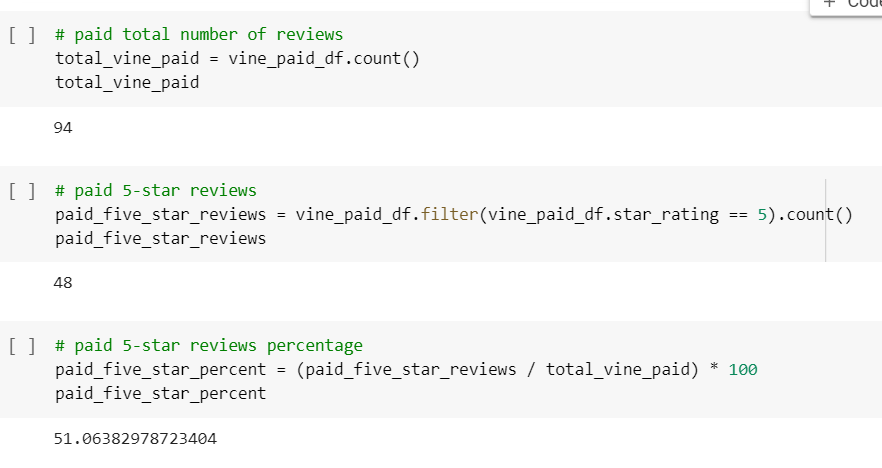 + Code
[ ] # paid total number of reviews
total_vine_paid = vine_paid_df.count()
total_vine_paid
94
[ ] # paid 5-star reviews
paid_five_star_reviews = vine_paid_df.filter(vine_paid_df.star_rating == 5).count()
paid_five_star_reviews
48
[ ] # paid 5-star reviews percentage
paid_five_star_percent = (paid_five_star_reviews / total_vine_paid) * 100
paid_five_star_percent
51.06382978723404